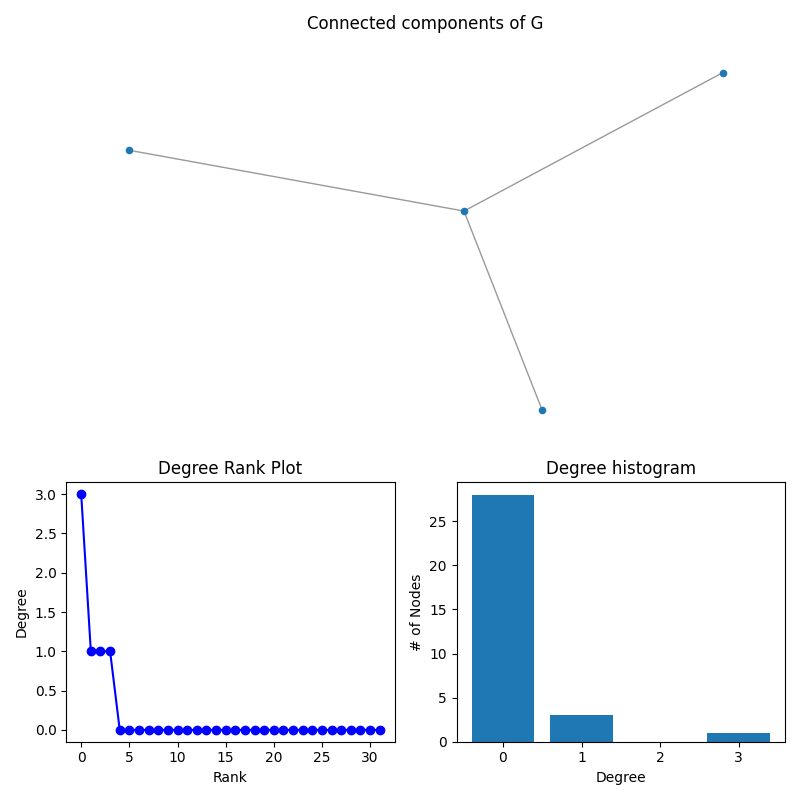 Connected components of G
Degree Rank Plot
3.0
2.5
2.0
1.5
1.0
0.5
0.0
Degree
0 5 10 15 20 25 30
Rank
Degree histogram
25
20
15
10
5
0
# of Nodes
0 1 2 3
Degree